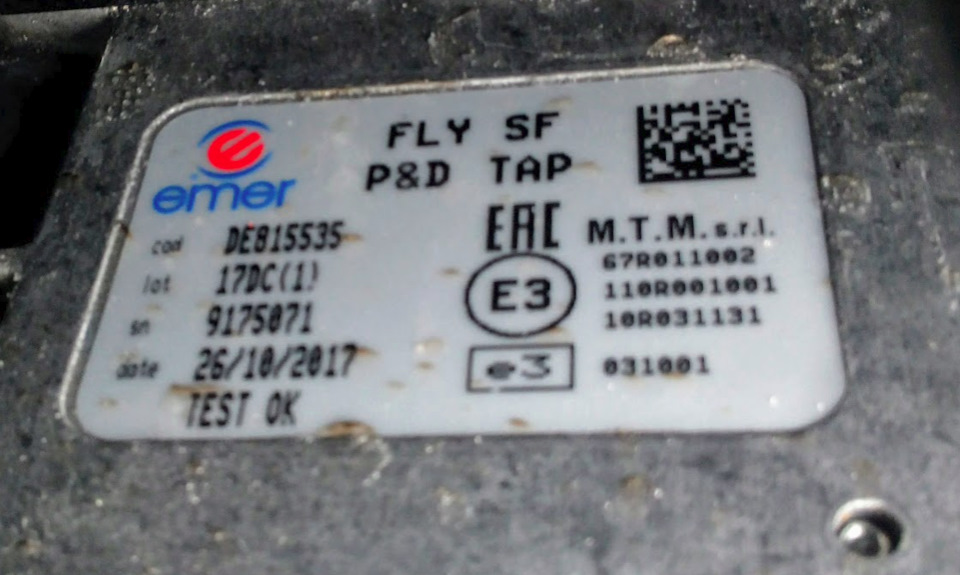 emer
FLY SF
P&D TAP
cod DE815535
lot 17DC(1)
sn 9175071
date 26/10/2017
TEST OK
EAC
M.T.M. s.r.l.
E3
67R011002
110R001001
10R031131
e3 031001